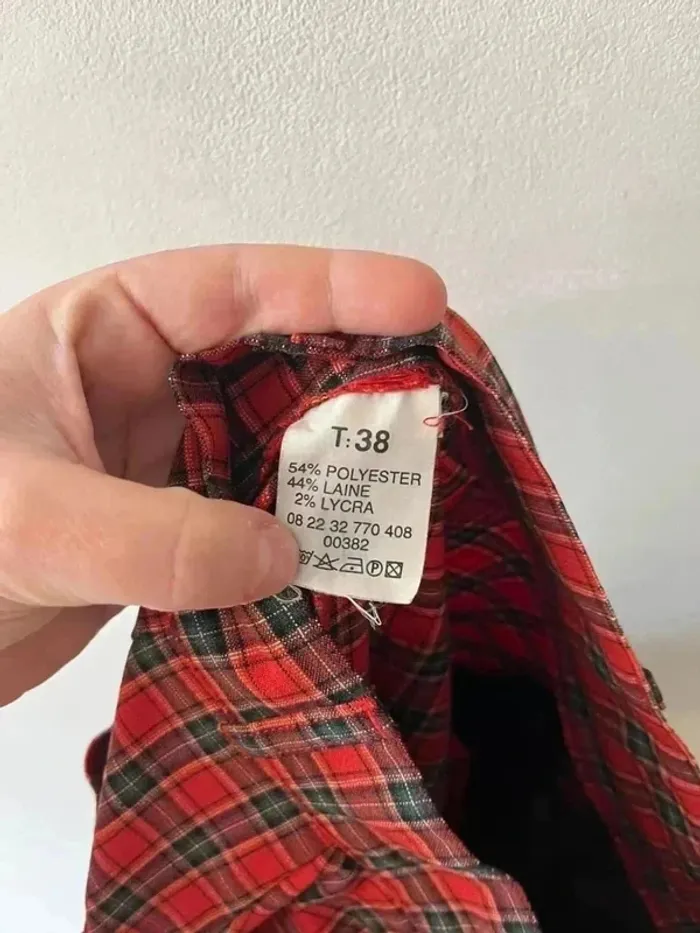 T:38
54% POLYESTER
44% LAINE
2% LYCRA
08 22 32 770 408
00382
P